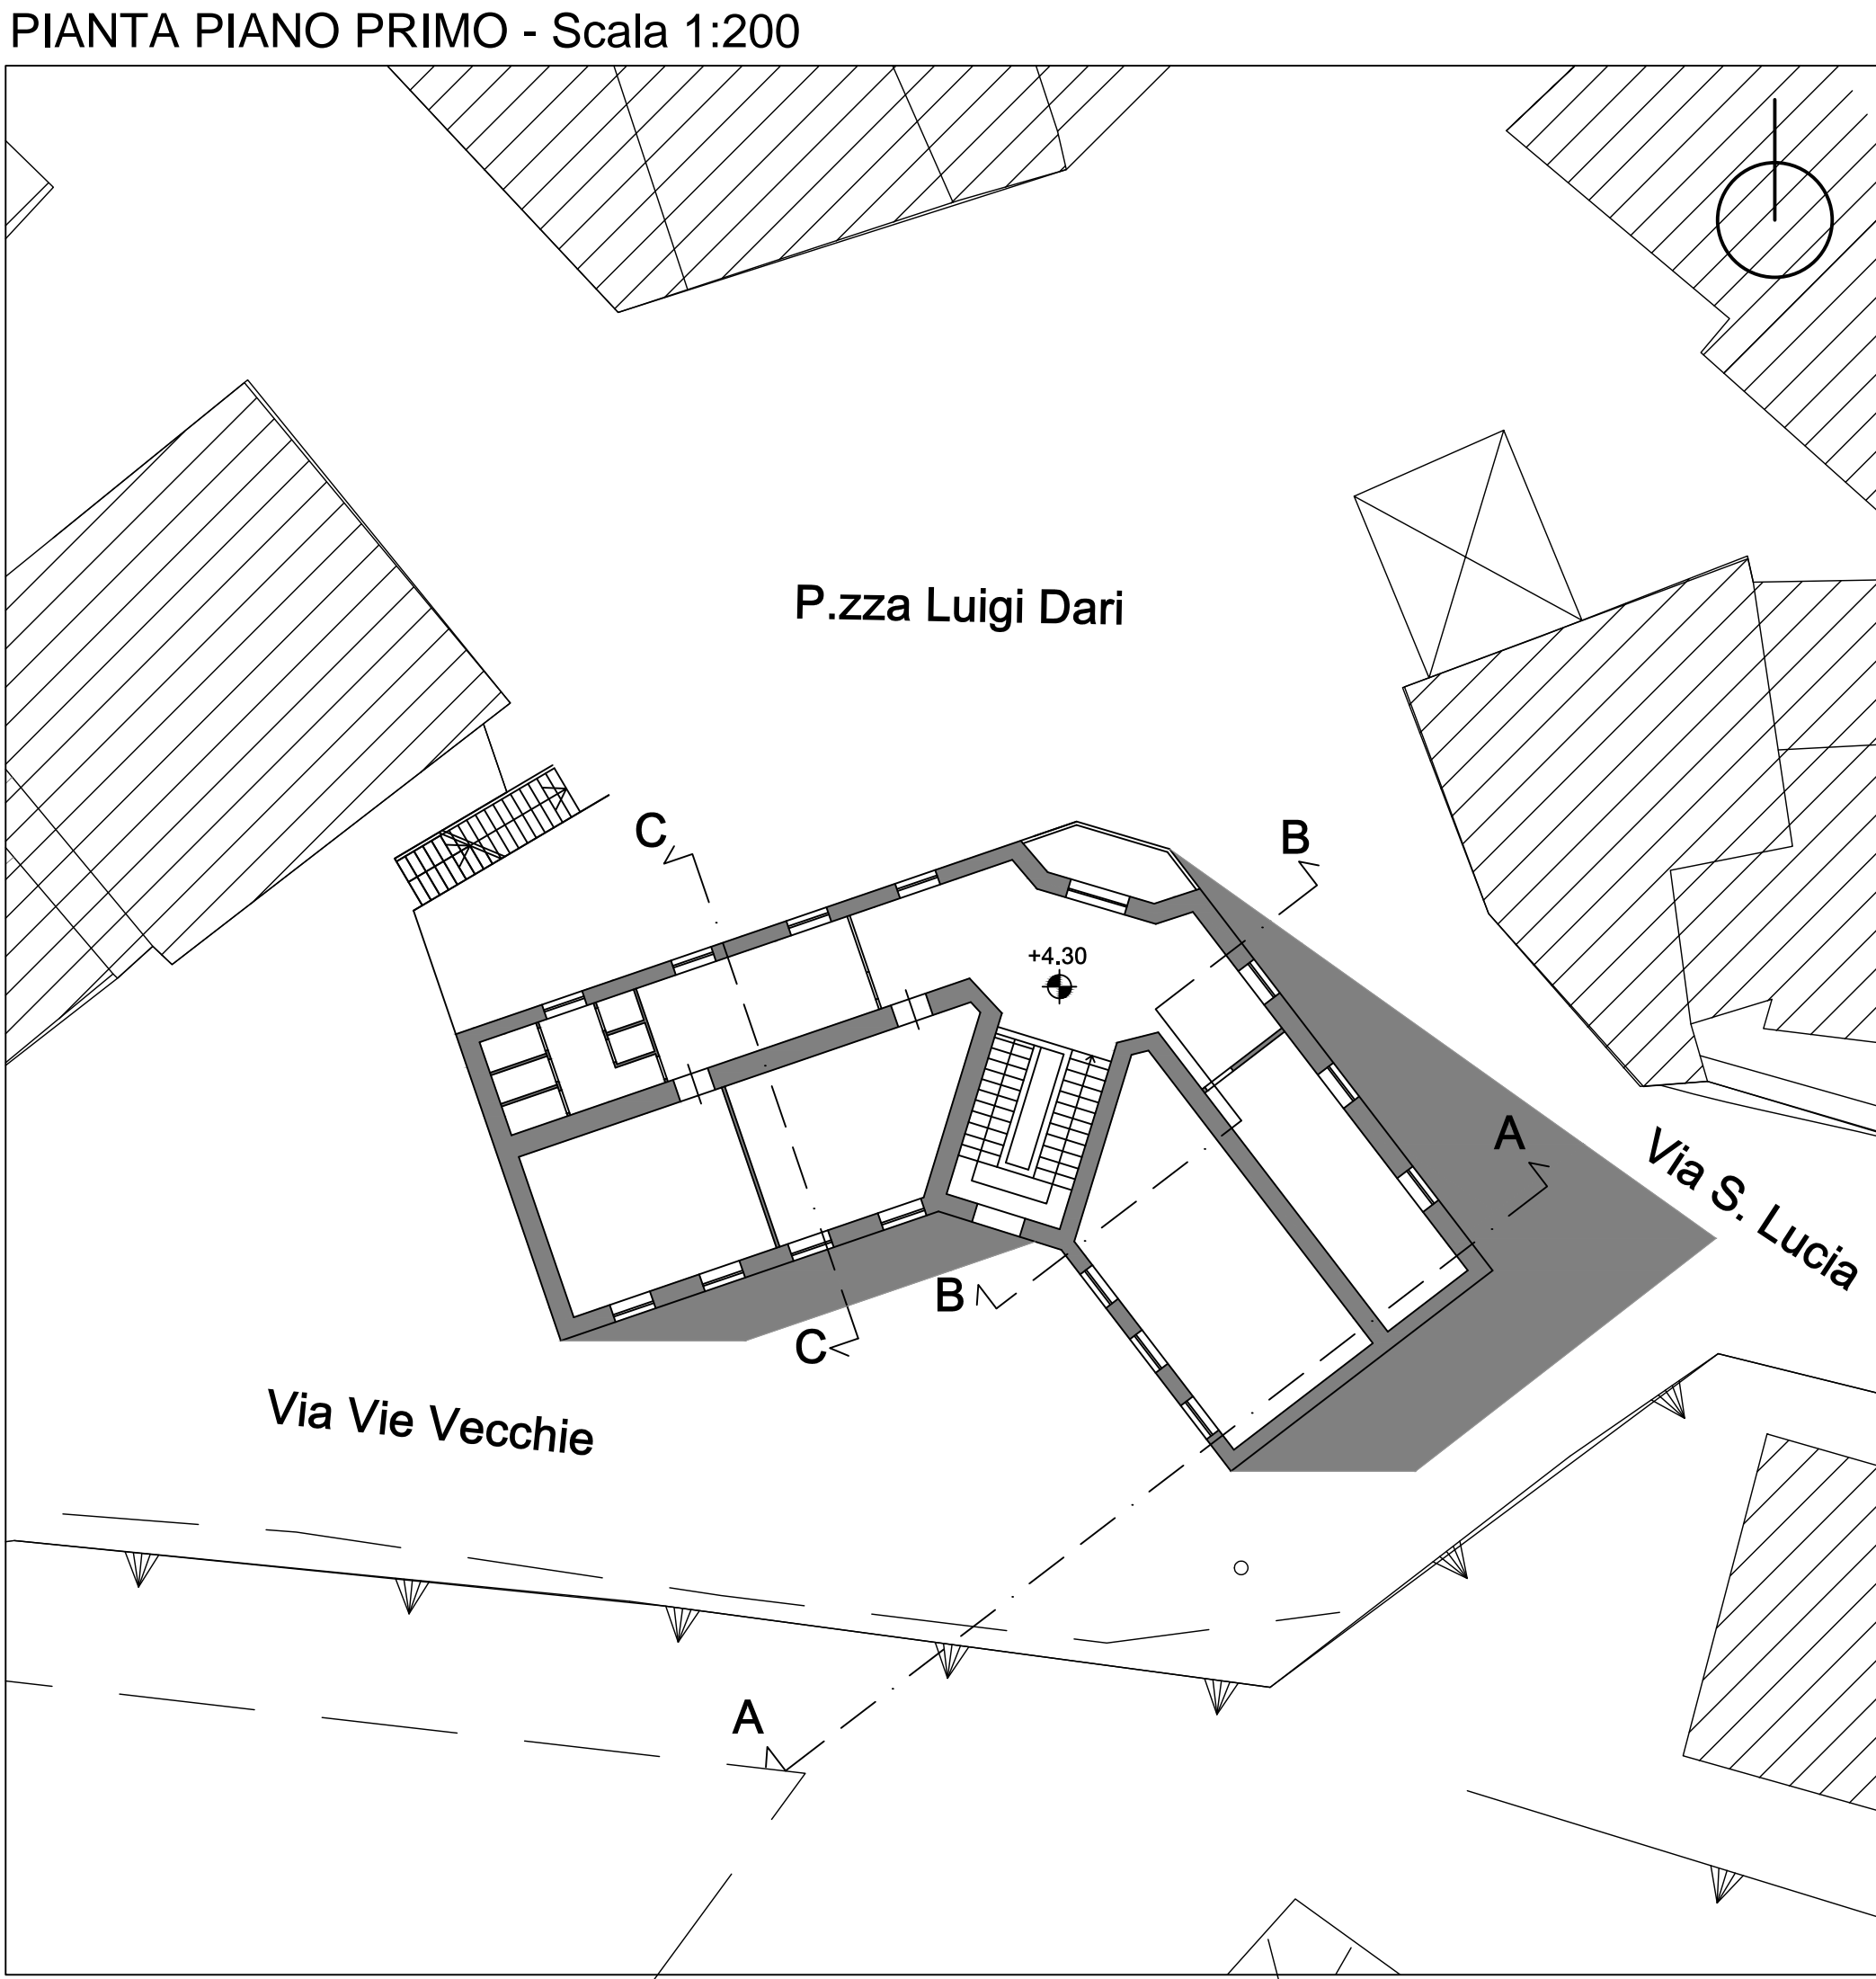 PIANTA PIANO PRIMO - Scala 1:200
P.zza Luigi Dari
C
B
+4.30
A
Via S. Lucia
B
C
Via Vie Vecchie
A